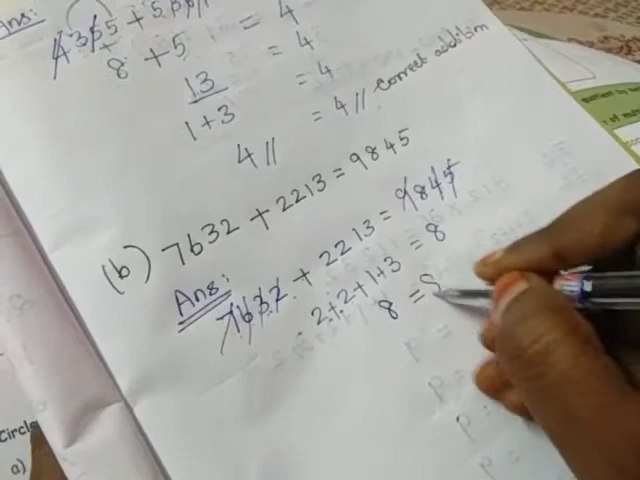 Ans:
4355 + 5 = 4
8 + 5 = 4
13 = 4
1+3 = 4// Correct addition
4//
(b) 7632 + 2213 = 9845
Ans: 7632 + 2213 = 9845
2+2+1+3 = 8
8 =
Circle
a)
P =
P =
P =
P =